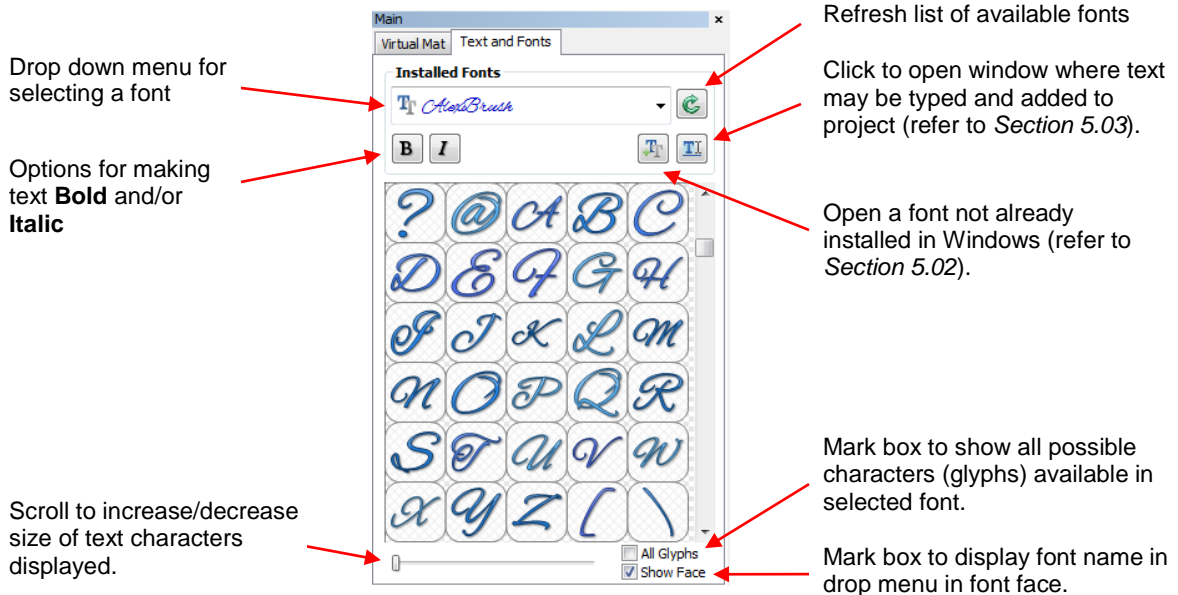 Main
x
Virtual Mat
Text and Fonts
Installed Fonts
AlexBrush
B I
? @ A B C
D E F G H
I J K L M
N O P Q R
S T U V W
X Y Z [ \
All Glyphs
Show Face
Drop down menu for
selecting a font
Options for making
text Bold and/or
Italic
Scroll to increase/decrease
size of text characters
displayed.
Refresh list of available fonts
Click to open window where text
may be typed and added to
project (refer to Section 5.03).
Open a font not already
installed in Windows (refer to
Section 5.02).
Mark box to show all possible
characters (glyphs) available in
selected font.
Mark box to display font name in
drop menu in font face.